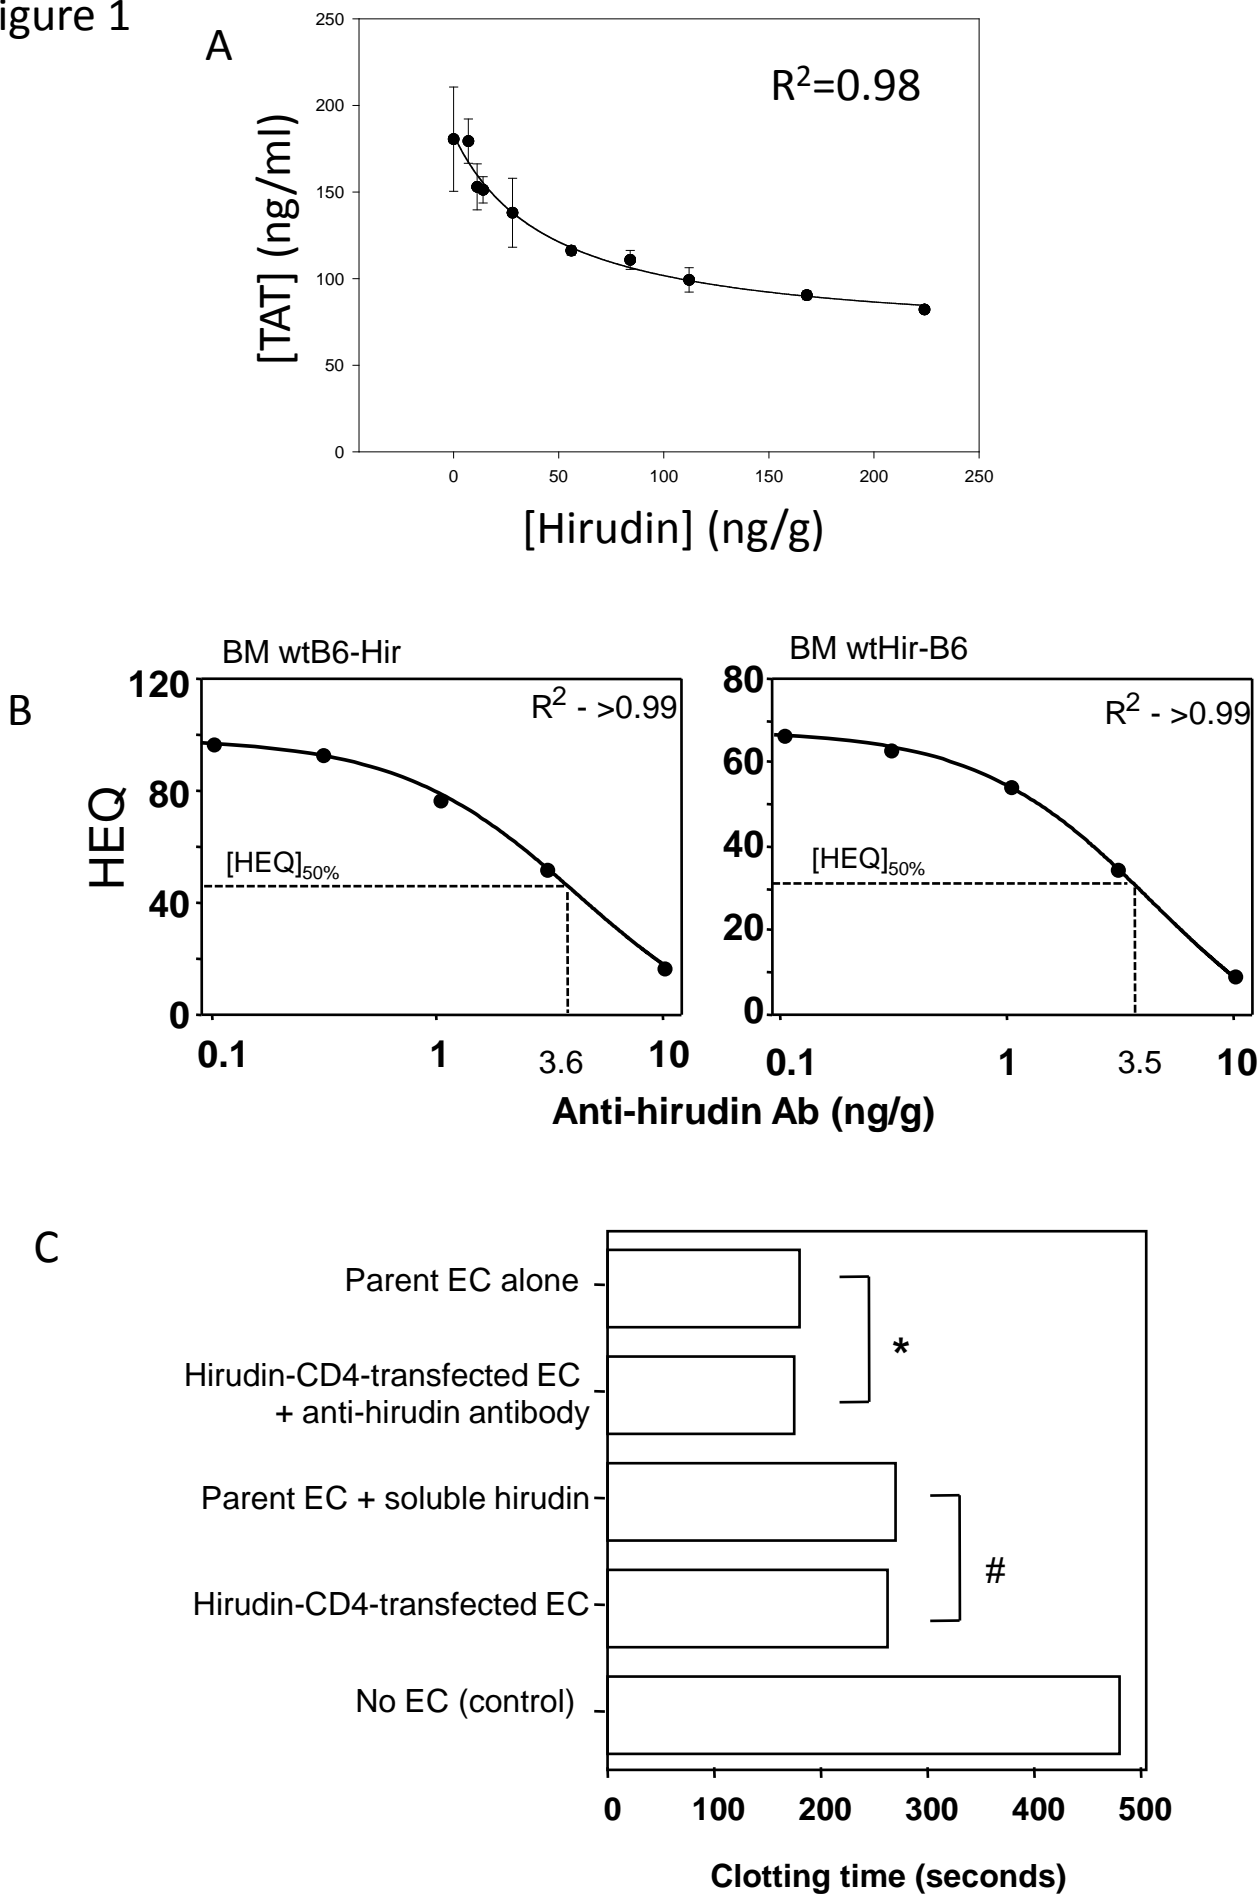 igure 1
A
250
200
150
100
50
0
R²=0.98
[TAT] (ng/ml)
0 50 100 150 200 250
[Hirudin] (ng/g)
B
BM wtB6-Hir
120
80
40
0
HEQ
R² - >0.99
[HEQ]50%
0.1 1 3.6 10
BM wtHir-B6
80
60
40
20
0
R² - >0.99
[HEQ]50%
0.1 1 3.5 10
Anti-hirudin Ab (ng/g)
C
Parent EC alone
Hirudin-CD4-transfected EC
+ anti-hirudin antibody
Parent EC + soluble hirudin
Hirudin-CD4-transfected EC
No EC (control)
*
#
0 100 200 300 400 500
Clotting time (seconds)